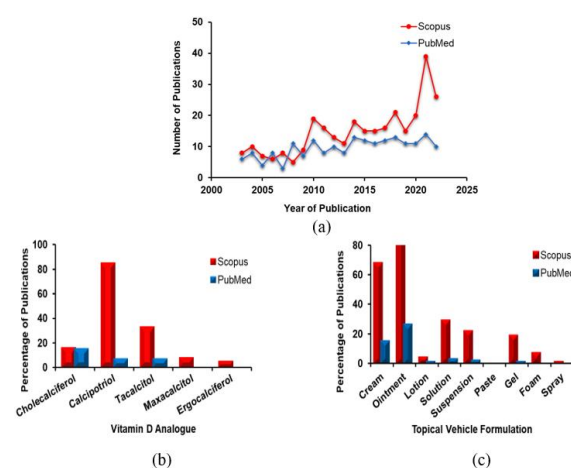 50
40
30
20
10
0
Number of Publications
Scopus
PubMed
2000 2005 2010 2015 2020 2025
Year of Publication
(a)
100
80
60
40
20
0
Percentage of Publications
Scopus
PubMed
Cholecalciferol Calcipotriol Tacalcitol Maxacalcitol Ergocalciferol
Vitamin D Analogue
(b)
80
60
40
20
0
Percentage of Publications
Scopus
PubMed
Cream Ointment Lotion Solution Suspension Paste Gel Foam Spray
Topical Vehicle Formulation
(c)